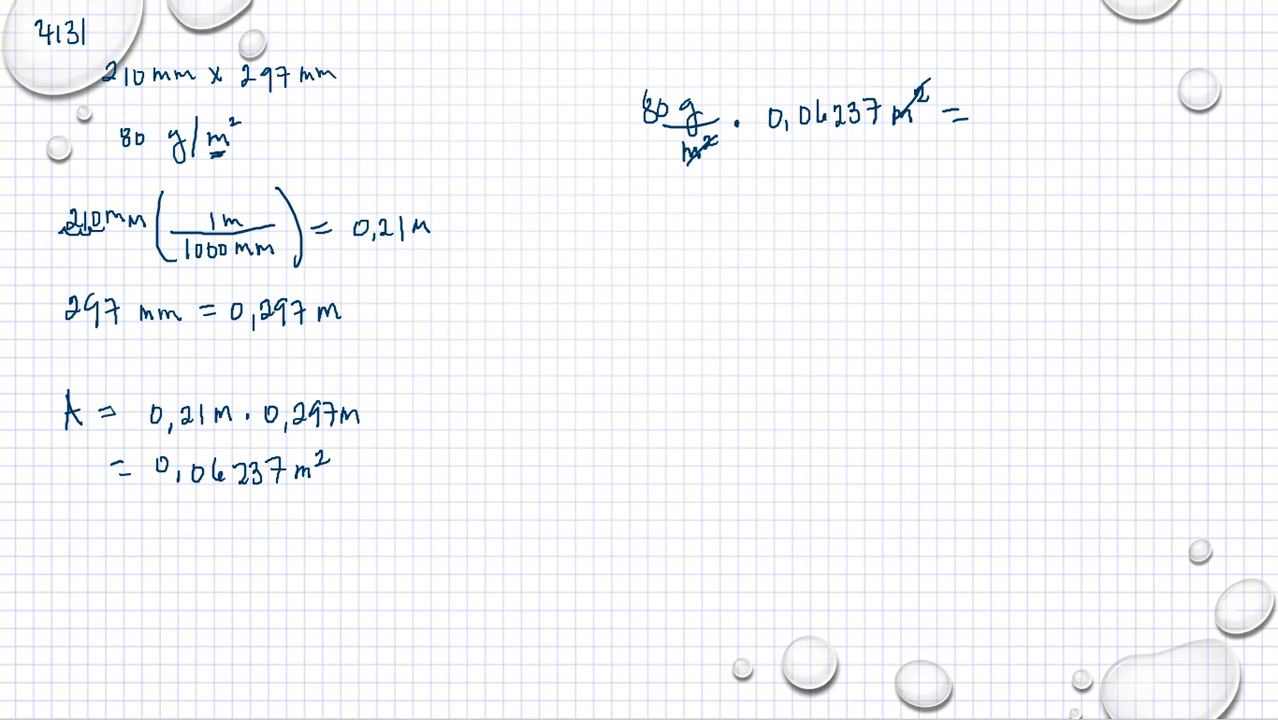 4131
210 mm x 297 mm
80 g/m²
210 mm (1m / 1000 mm) = 0,21 m
297 mm = 0,297 m
A = 0,21 m · 0,297 m
= 0,06237 m²
80 g / m² · 0,06237 m² =